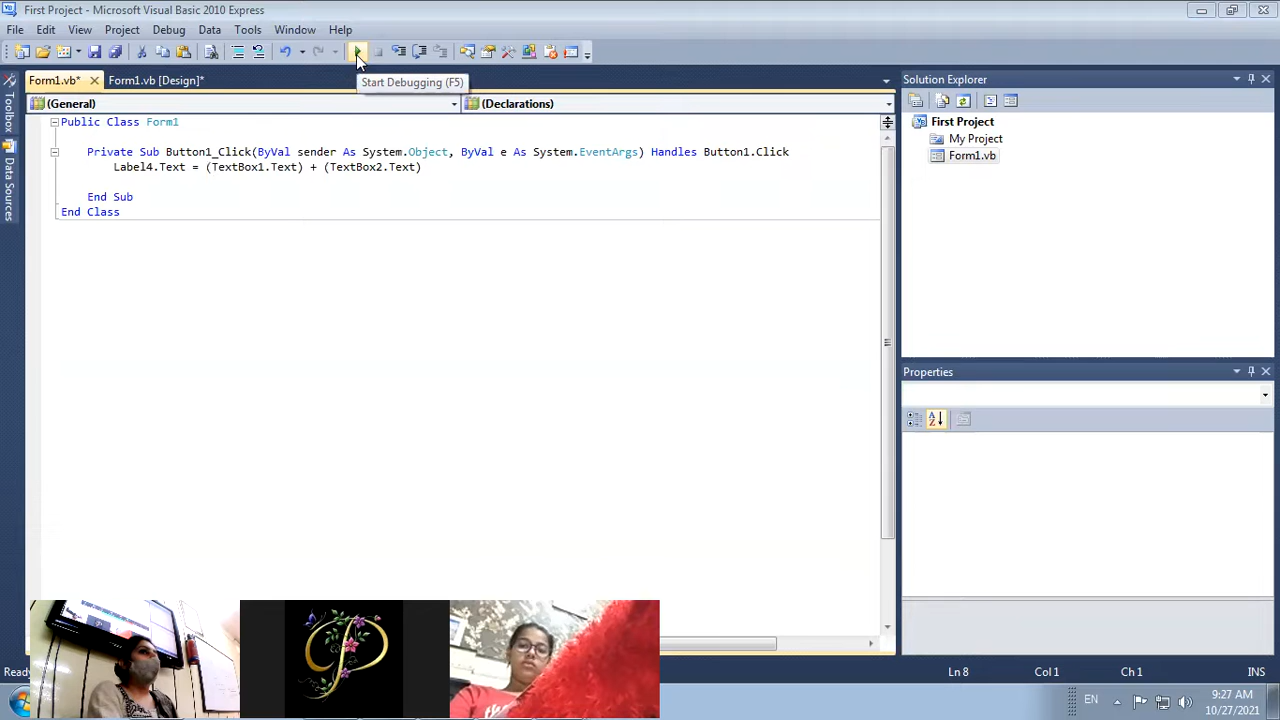 First Project - Microsoft Visual Basic 2010 Express
File Edit View Project Debug Data Tools Window Help
Form1.vb* Form1.vb [Design]*
Start Debugging (F5)
(General) (Declarations)
Public Class Form1
Private Sub Button1_Click(ByVal sender As System.Object, ByVal e As System.EventArgs) Handles Button1.Click
Label4.Text = (TextBox1.Text) + (TextBox2.Text)
End Sub
End Class
Toolbox
Data Sources
Solution Explorer
First Project
My Project
Form1.vb
Properties
Ln 8 Col 1 Ch 1 INS
EN
9:27 AM
10/27/2021